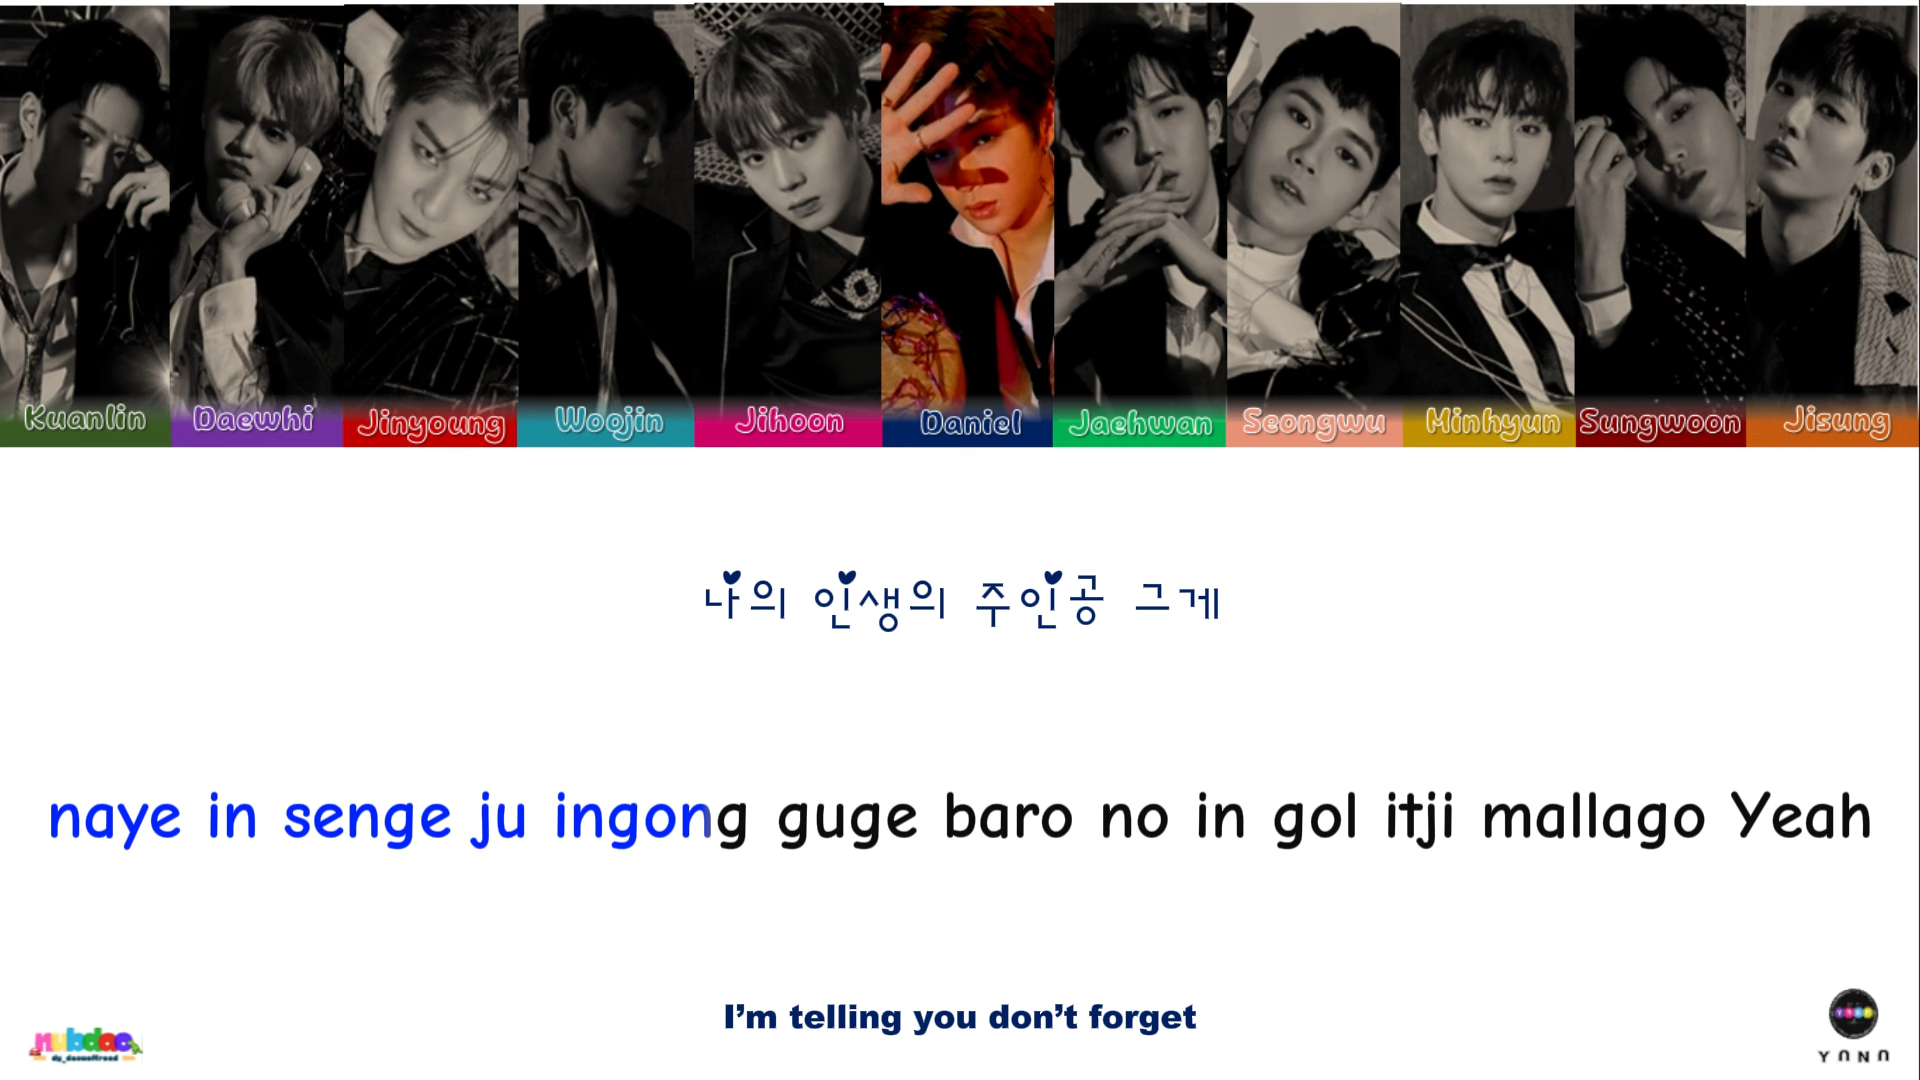 Kuanlin Daewhi Jinyoung Woojin Jihoon Daniel Jaehwan Seongwu Minhyun Sungwoon Jisung
나의 인생의 주인공 그게
naye in senge ju ingong guge baro no in gol itji mallago Yeah
I'm telling you don't forget
nubdac
YANA